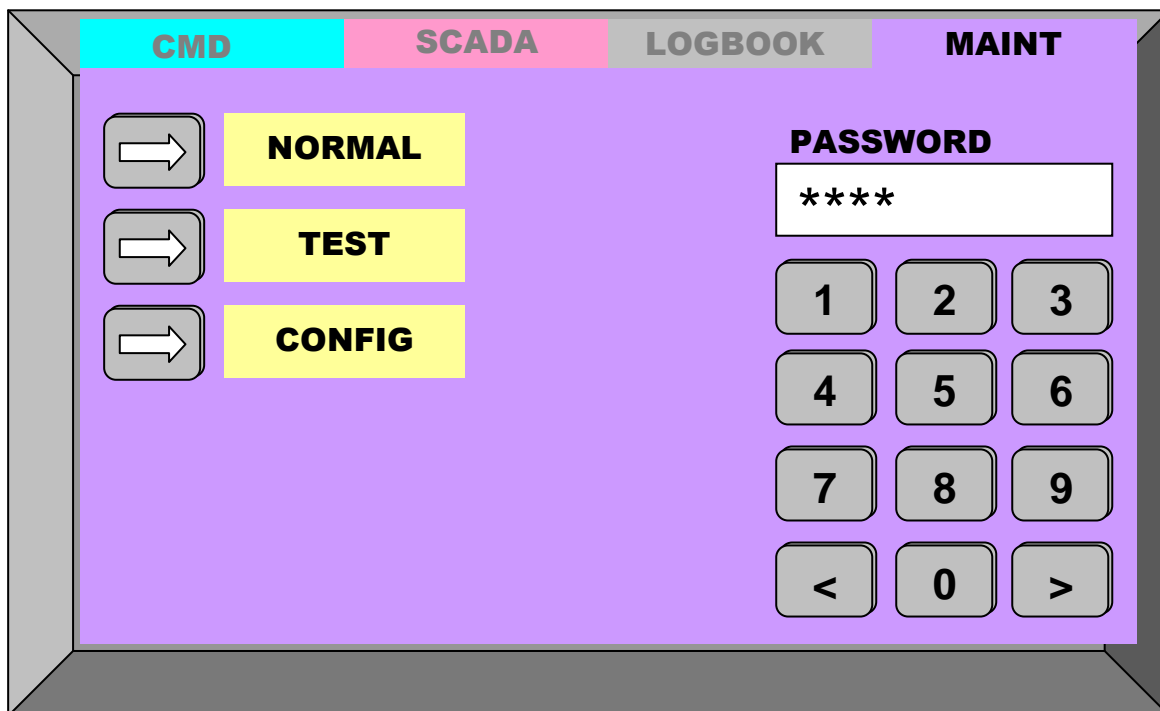 CMD SCADA LOGBOOK MAINT
NORMAL
TEST
CONFIG
PASSWORD
****
1 2 3
4 5 6
7 8 9
< 0 >